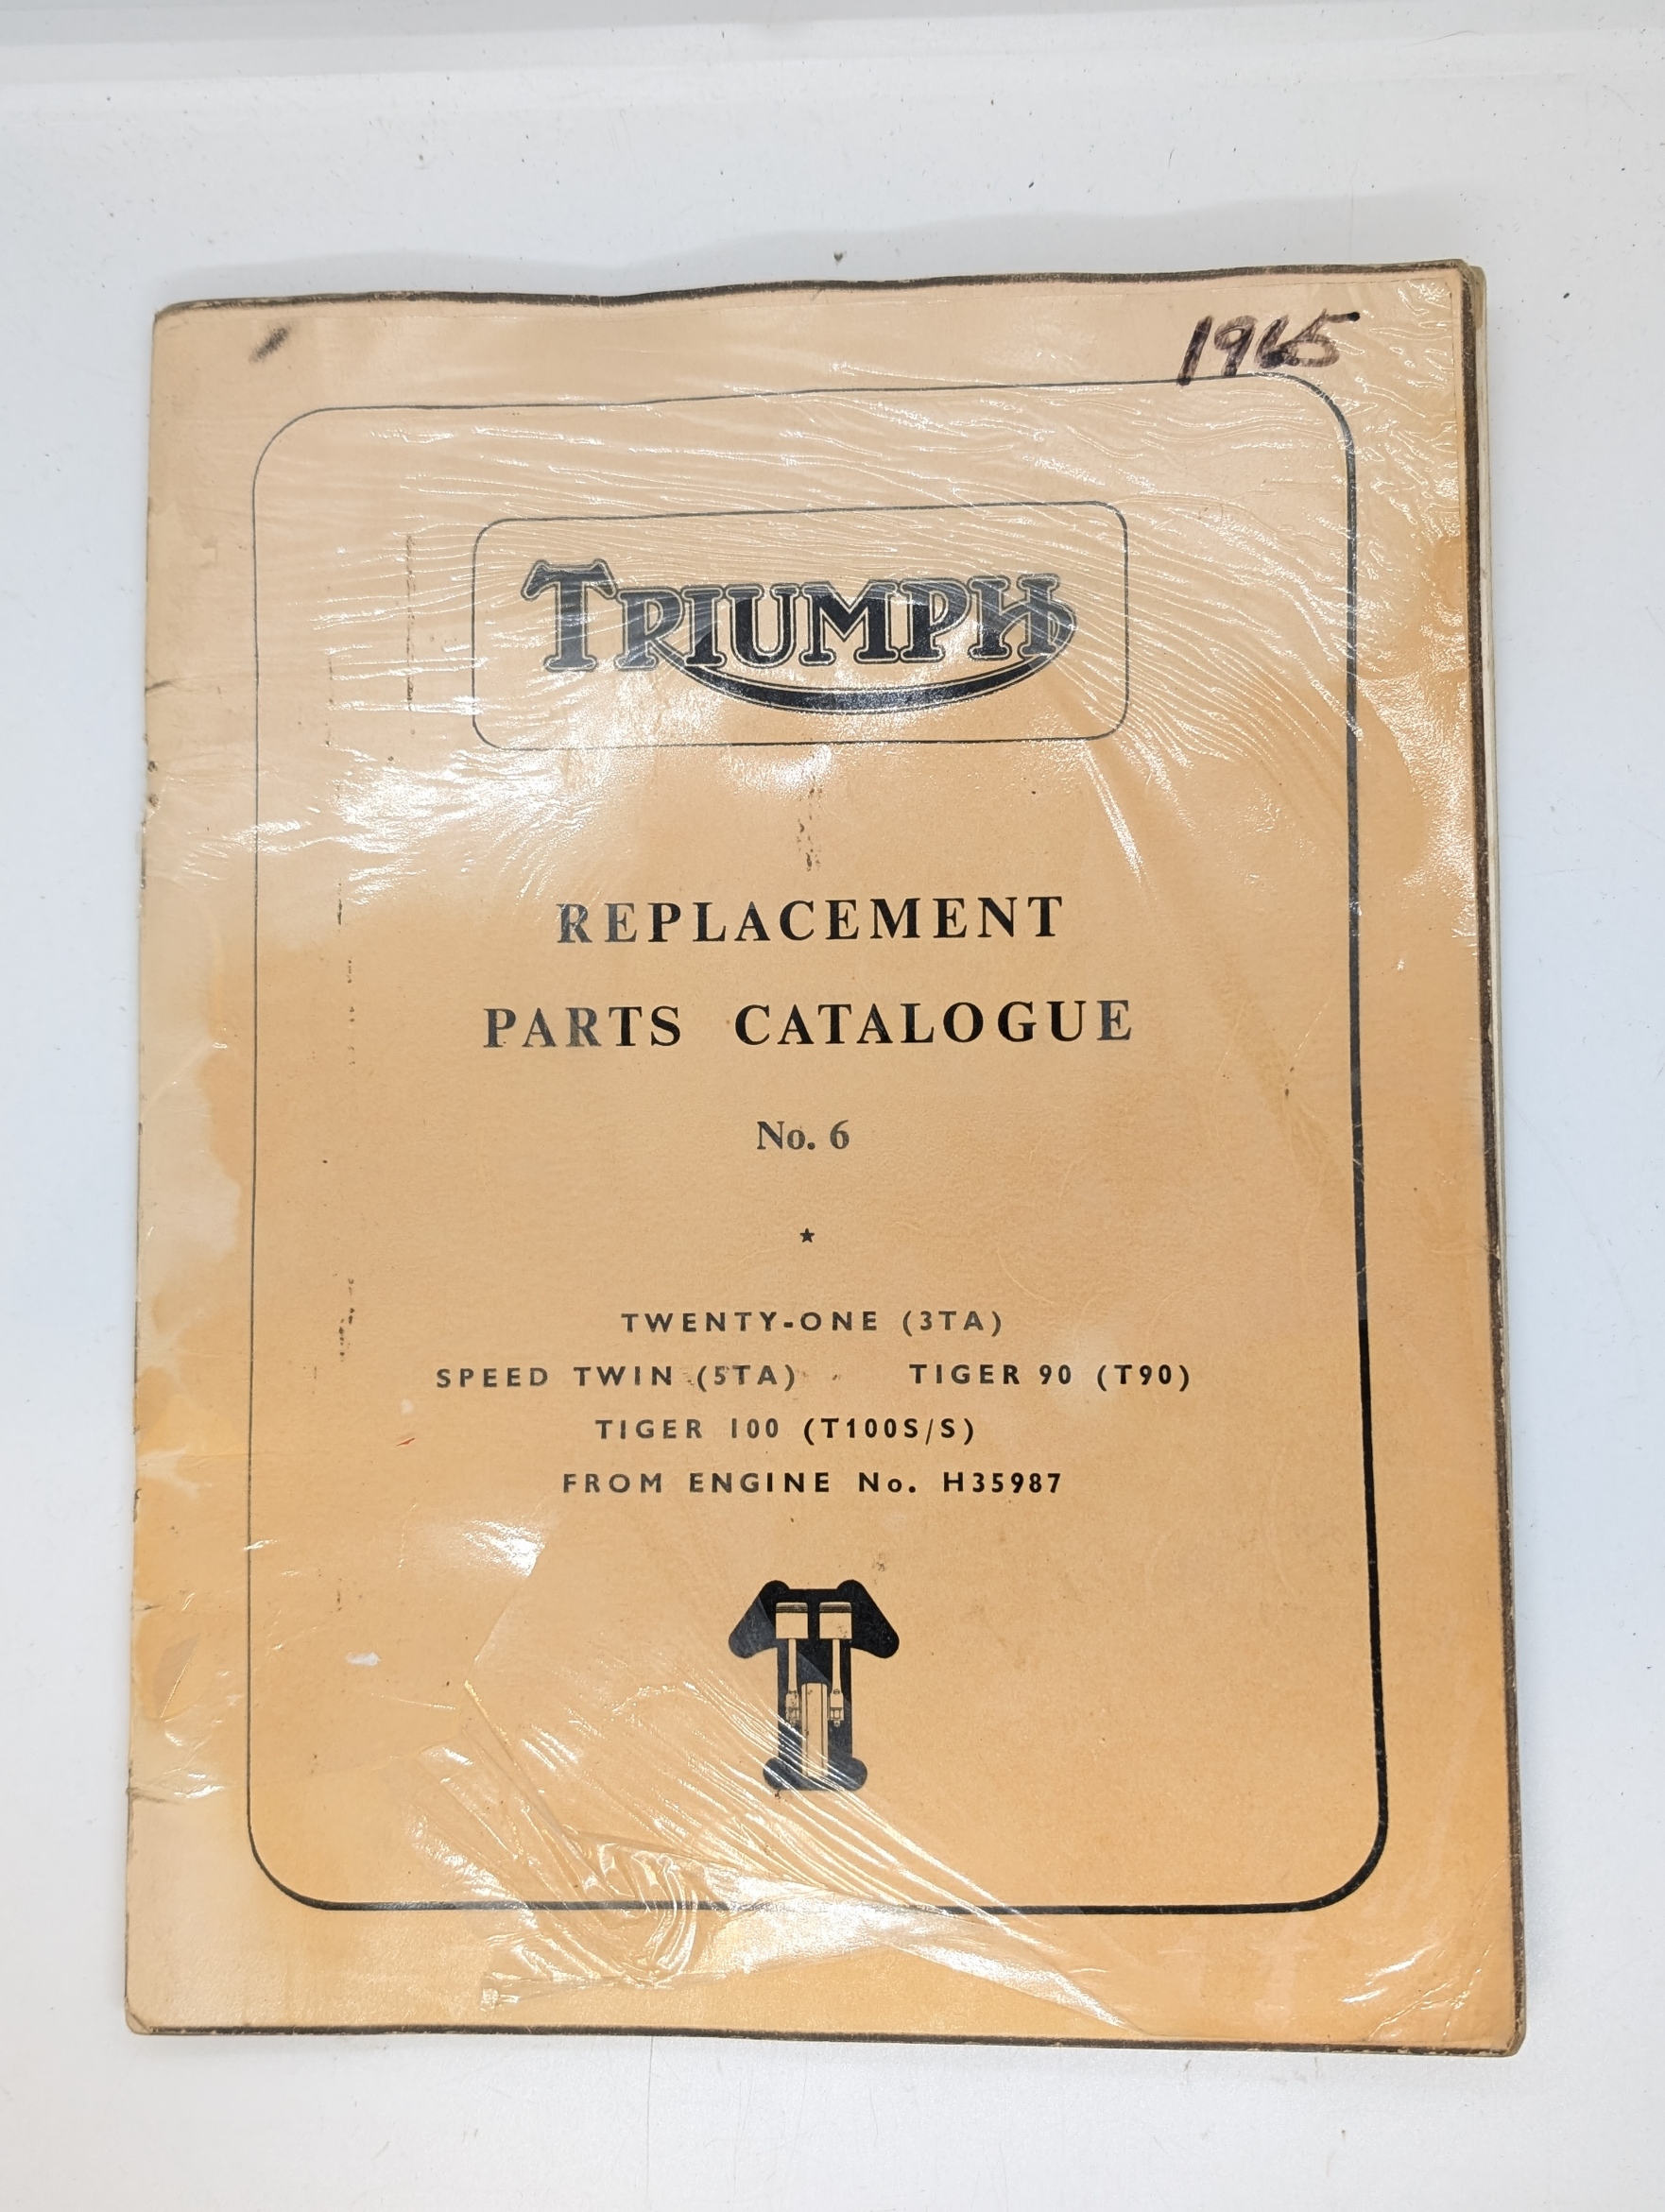 1965
TRIUMPH
REPLACEMENT
PARTS CATALOGUE
No. 6
★
TWENTY-ONE (3TA)
SPEED TWIN (5TA) TIGER 90 (T90)
TIGER 100 (T100S/S)
FROM ENGINE No. H35987